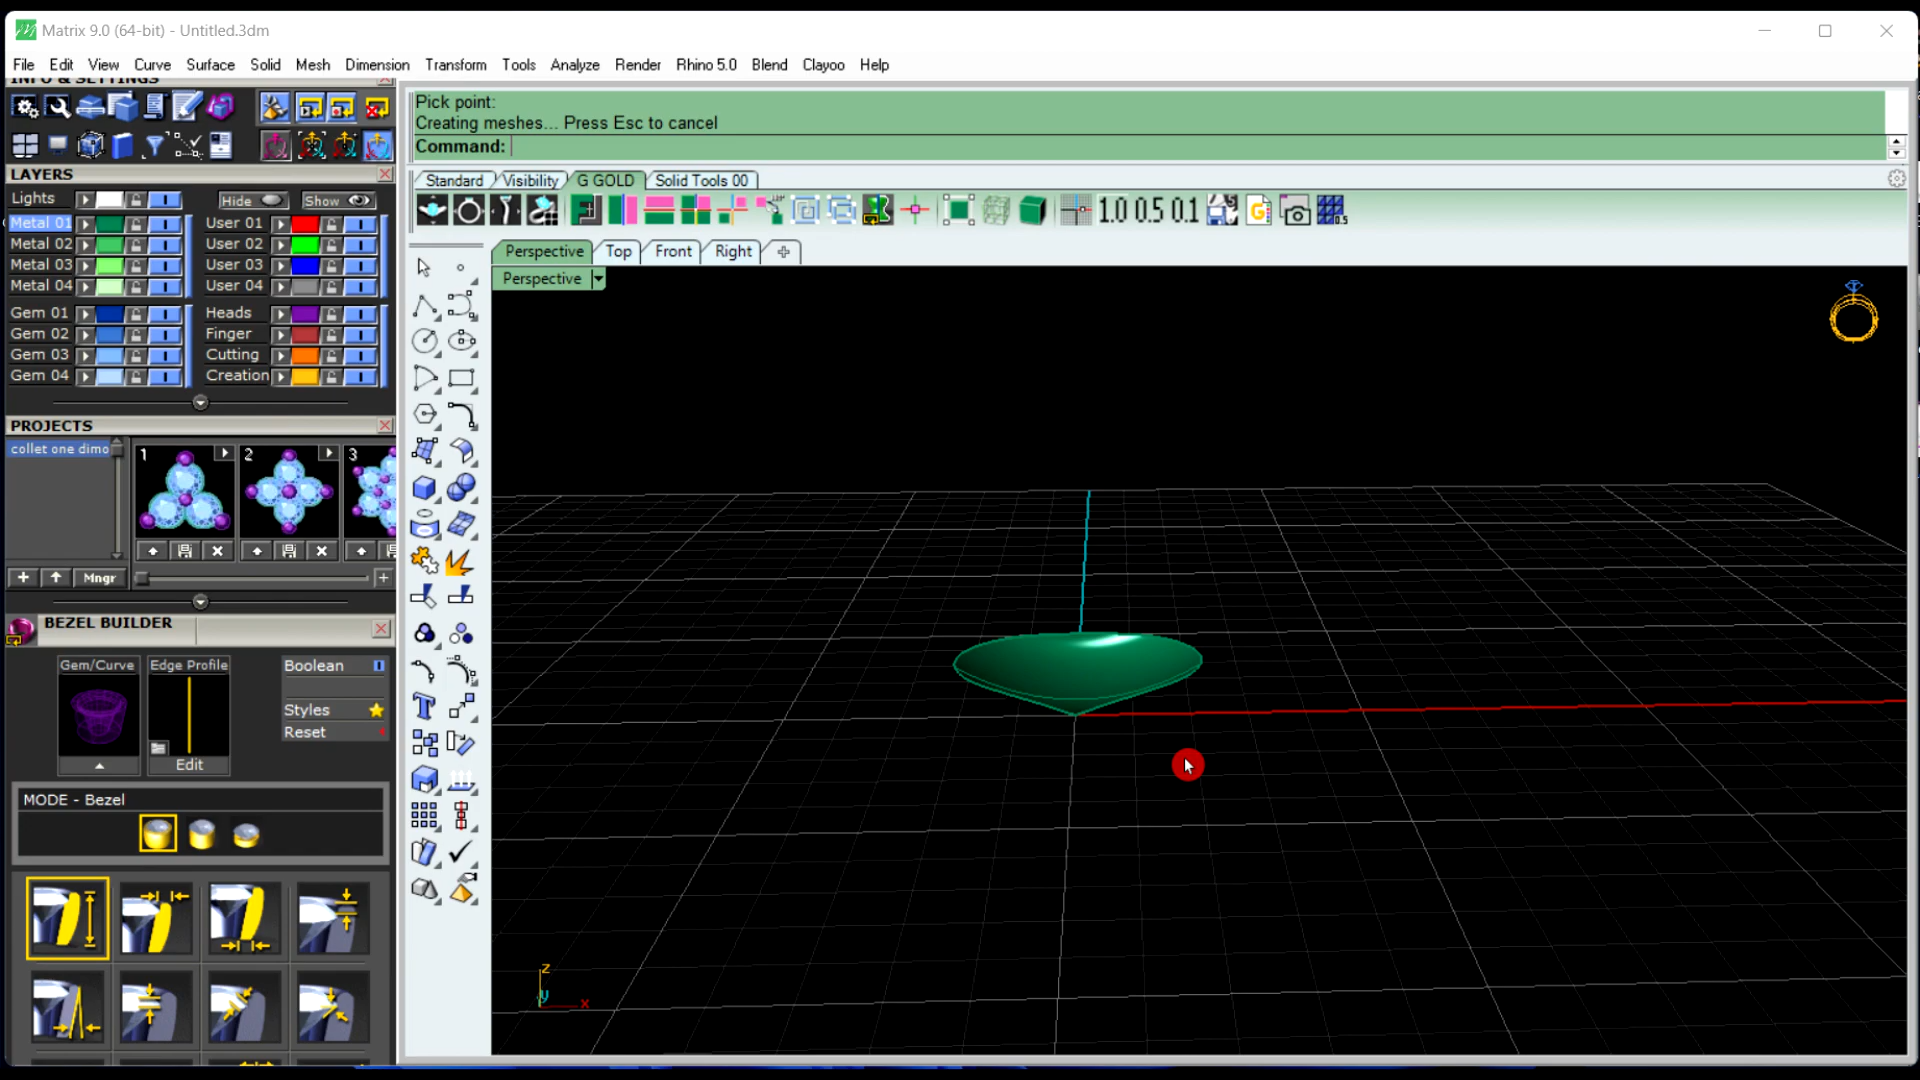 Matrix 9.0 (64-bit) - Untitled.3dm
File Edit View Curve Surface Solid Mesh Dimension Transform Tools Analyze Render Rhino 5.0 Blend Clayoo Help
INFO & SETTINGS
Pick point:
Creating meshes... Press Esc to cancel
Command:
Standard Visibility G GOLD Solid Tools 00
1.0 0.5 0.1
LAYERS
Lights Hide Show
Metal 01 User 01
Metal 02 User 02
Metal 03 User 03
Metal 04 User 04
Gem 01 Heads
Gem 02 Finger
Gem 03 Cutting
Gem 04 Creation
Perspective Top Front Right
Perspective
PROJECTS
collet one dimo
1 2 3
Mngr
BEZEL BUILDER
Gem/Curve Edge Profile Boolean
Styles
Reset
Edit
MODE - Bezel
z
y x